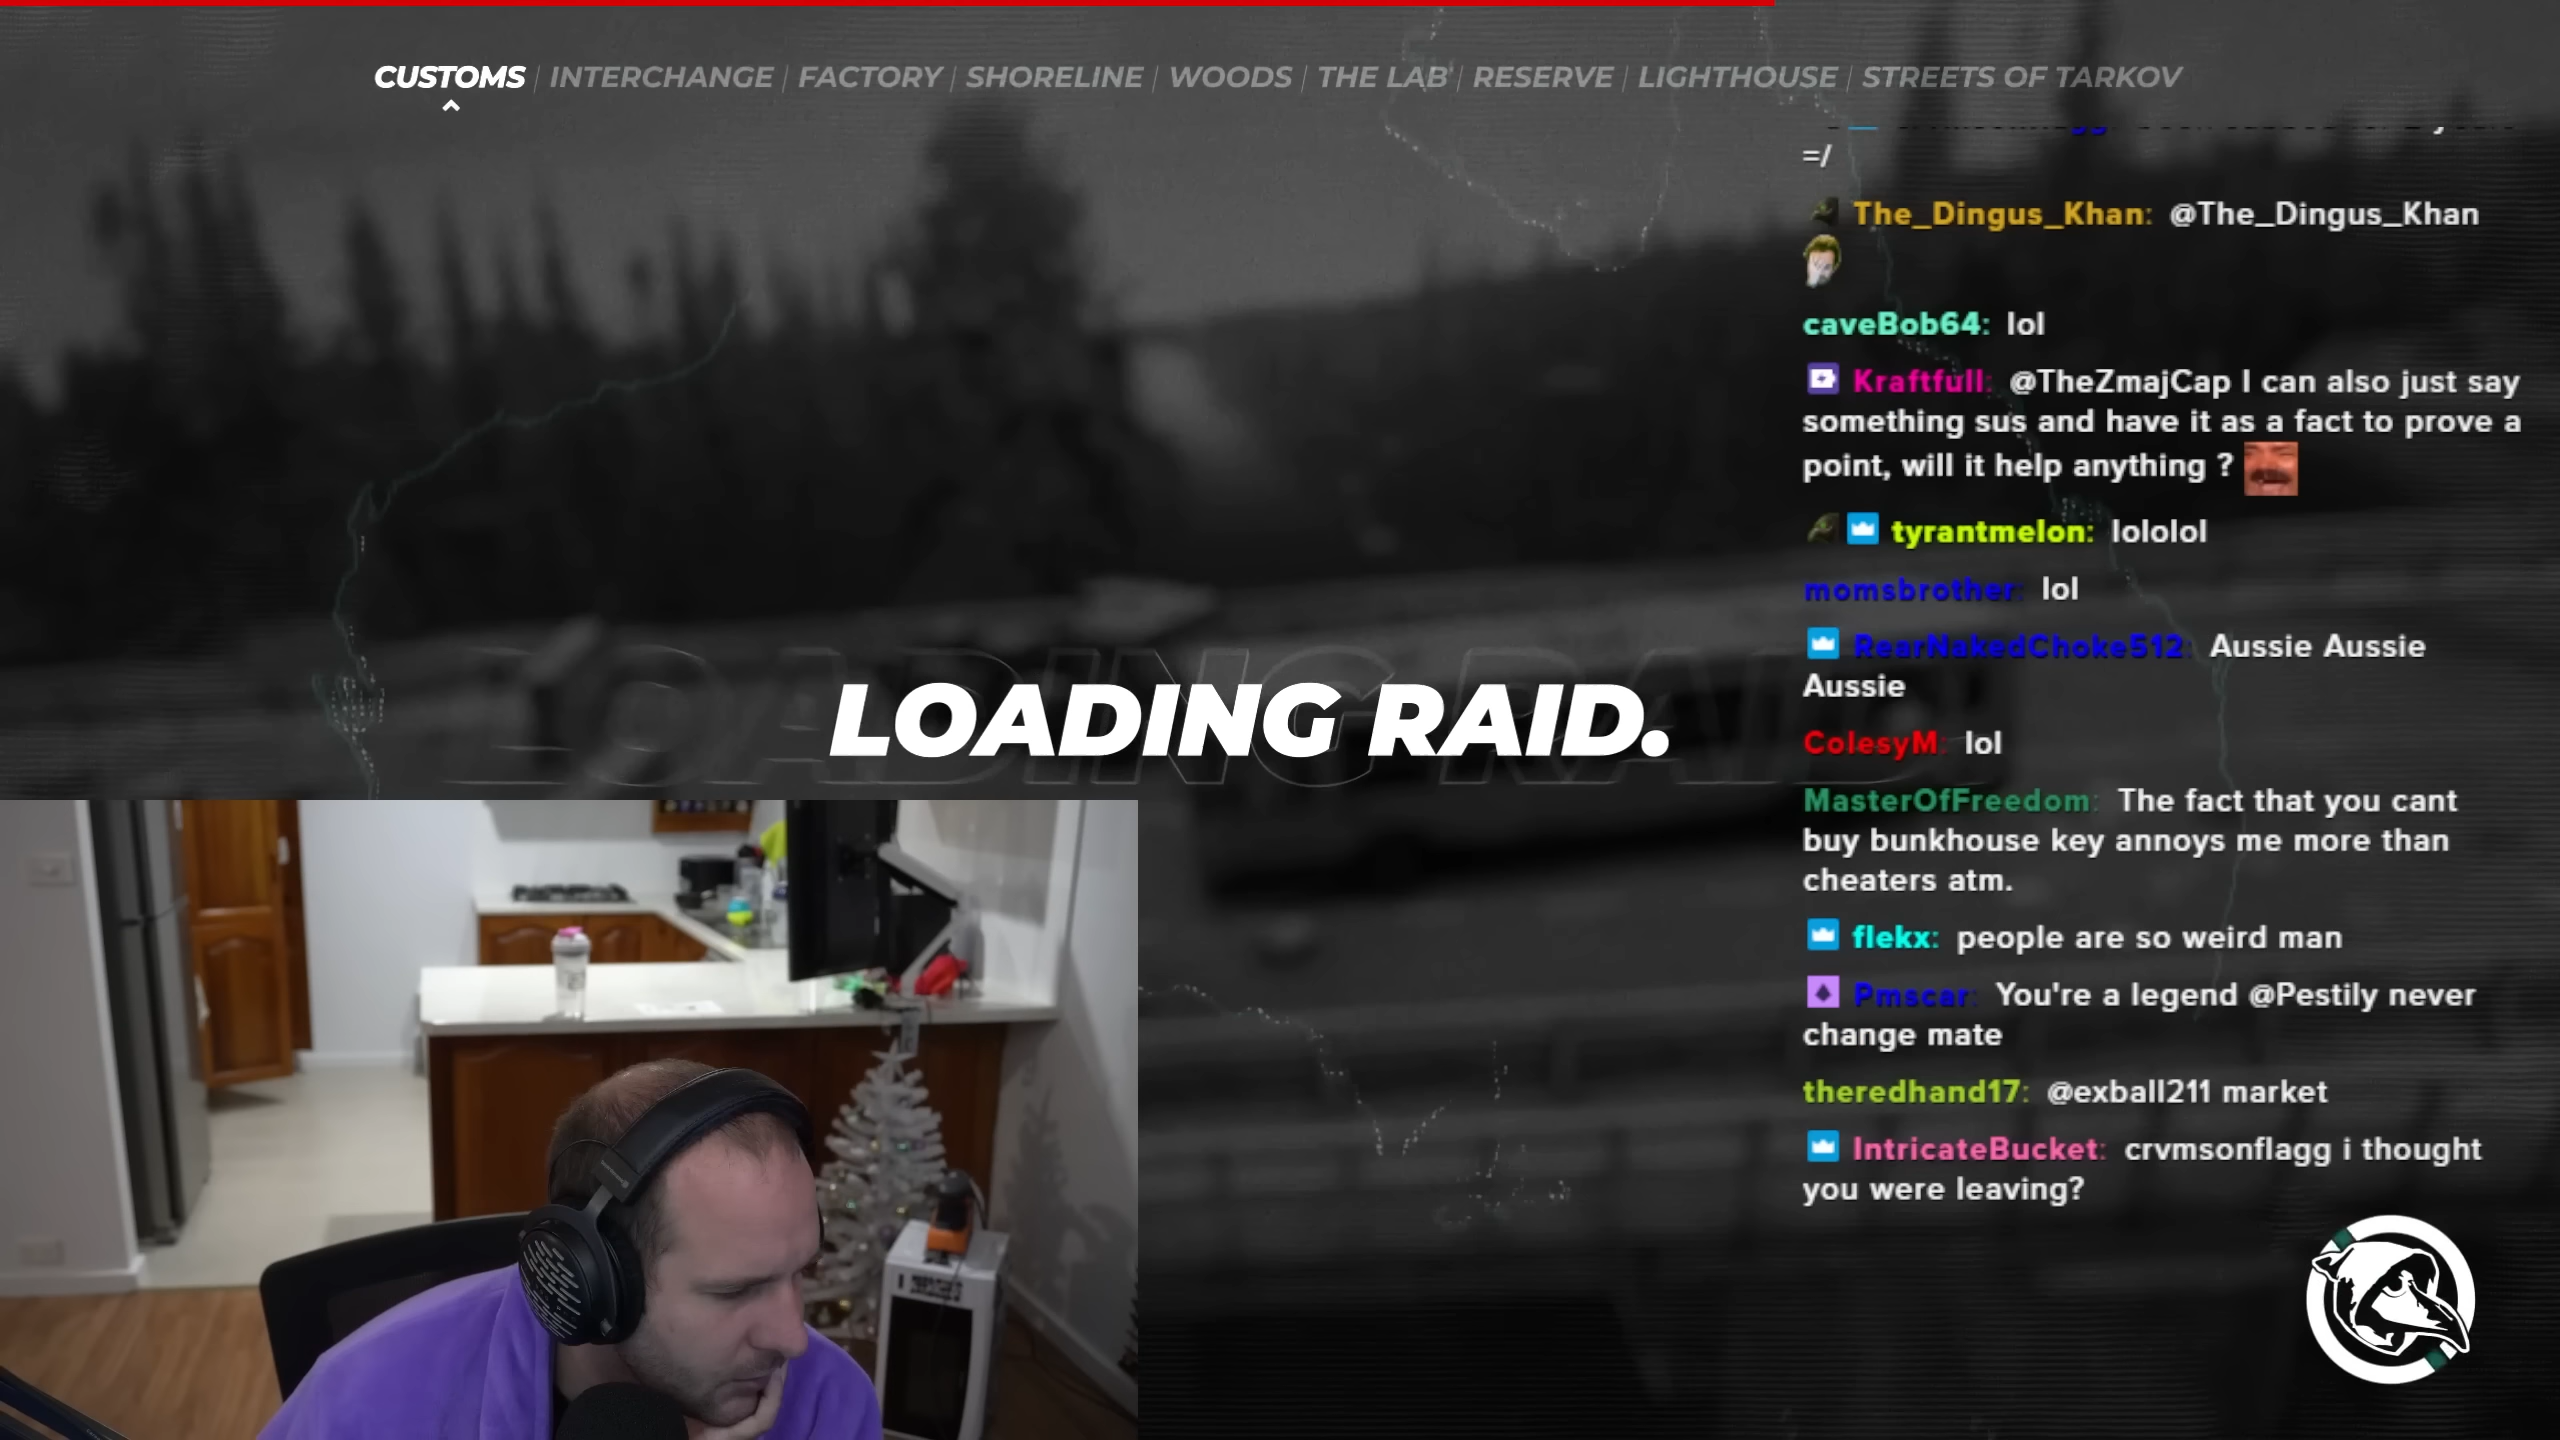 CUSTOMS | INTERCHANGE | FACTORY | SHORELINE | WOODS | THE LAB | RESERVE | LIGHTHOUSE | STREETS OF TARKOV
=/
The_Dingus_Khan: @The_Dingus_Khan
caveBob64: lol
Kraftfull: @TheZmajCap I can also just say
something sus and have it as a fact to prove a
point, will it help anything ?
tyrantmelon: lololol
momsbrother: lol
RearNakedChoke512: Aussie Aussie
Aussie
LOADING RAID
LOADING RAID.
ColesyM: lol
MasterOfFreedom: The fact that you cant
buy bunkhouse key annoys me more than
cheaters atm.
flekx: people are so weird man
Pmscar: You're a legend @Pestily never
change mate
theredhand17: @exball211 market
IntricateBucket: crvmsonflagg i thought
you were leaving?